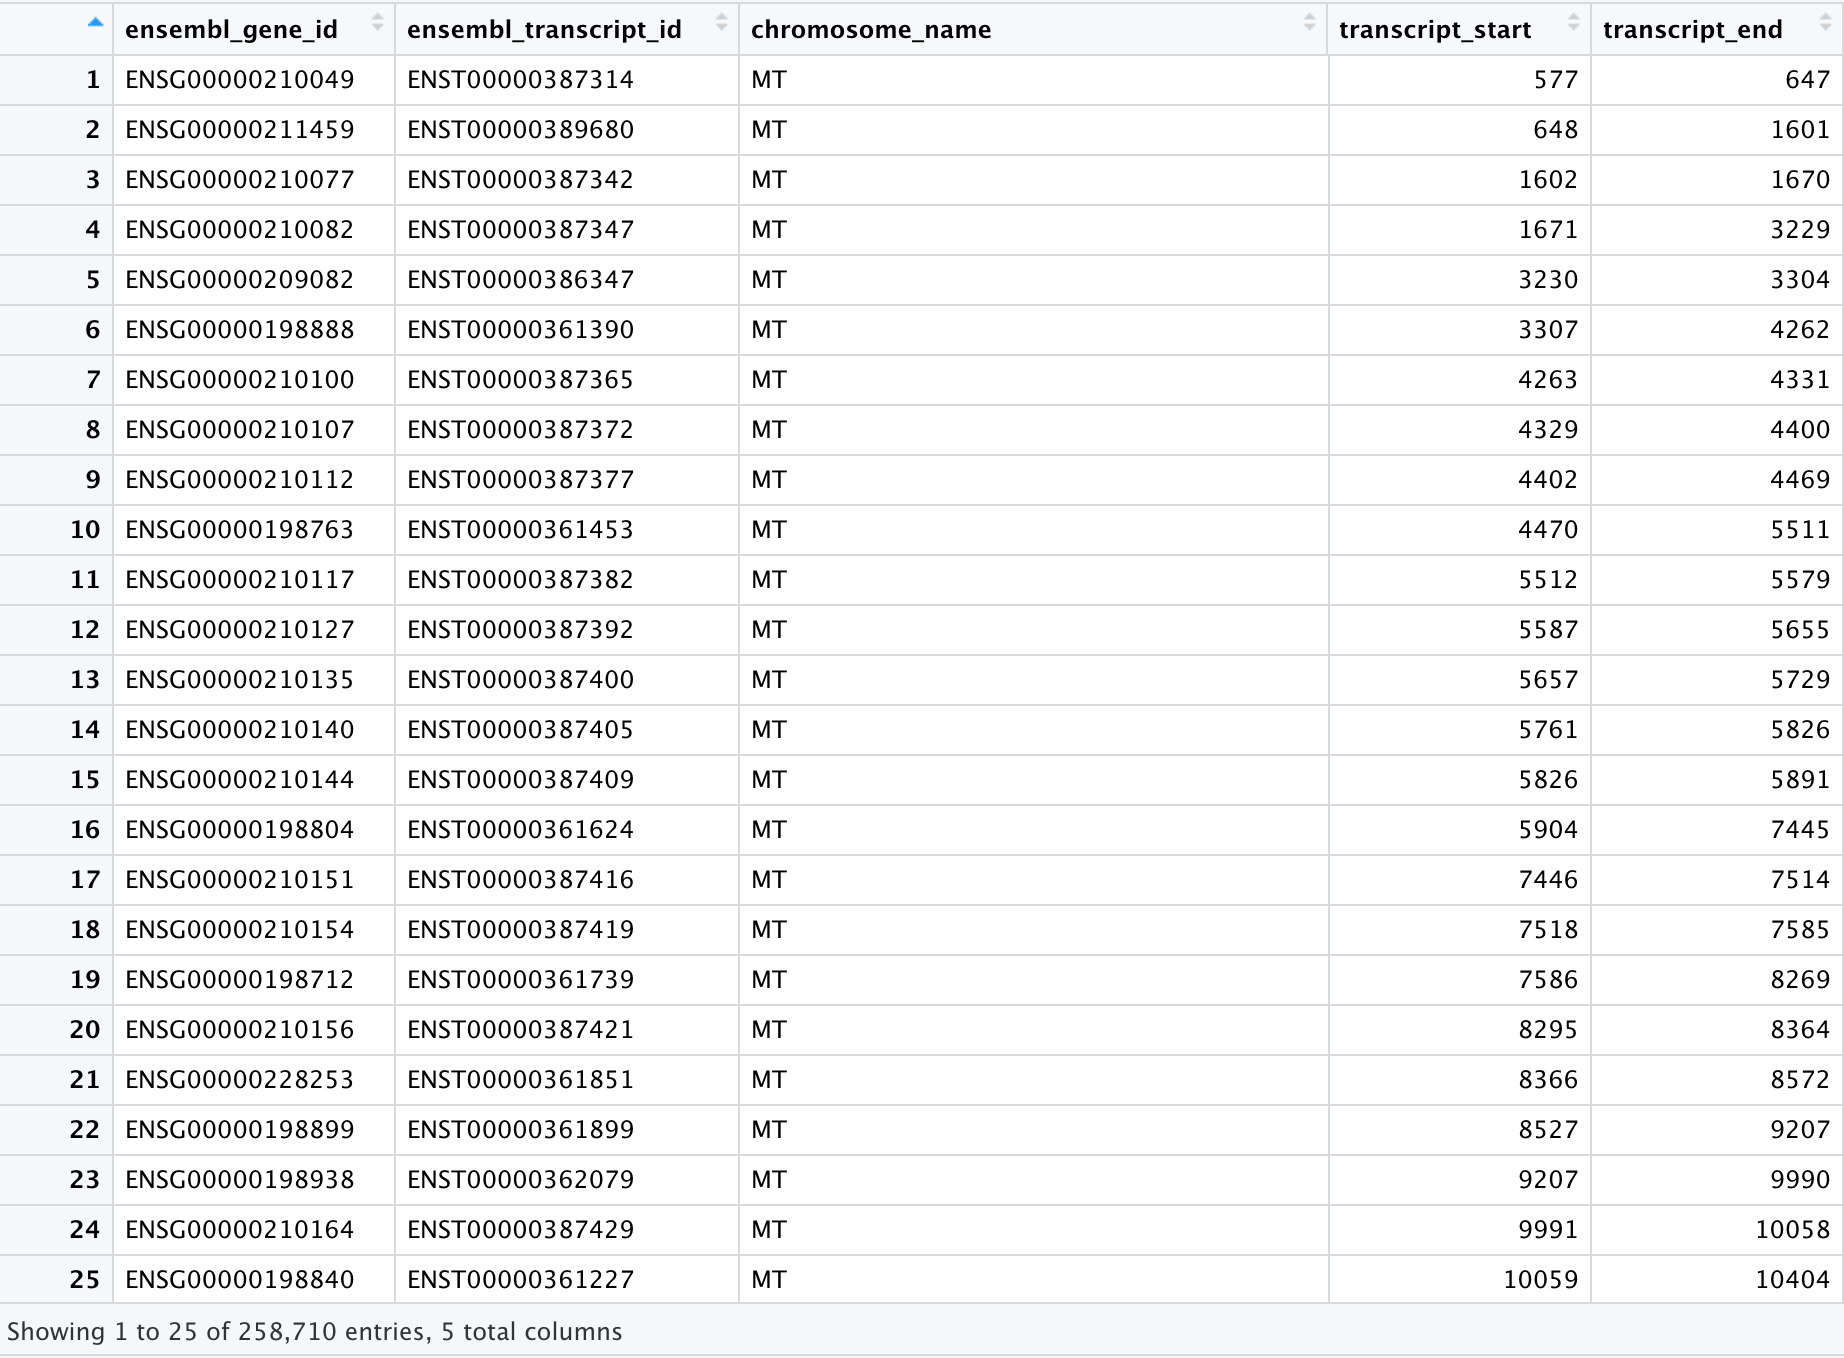 ensembl_gene_id ensembl_transcript_id chromosome_name transcript_start transcript_end
1 ENSG00000210049 ENST00000387314 MT 577 647
2 ENSG00000211459 ENST00000389680 MT 648 1601
3 ENSG00000210077 ENST00000387342 MT 1602 1670
4 ENSG00000210082 ENST00000387347 MT 1671 3229
5 ENSG00000209082 ENST00000386347 MT 3230 3304
6 ENSG00000198888 ENST00000361390 MT 3307 4262
7 ENSG00000210100 ENST00000387365 MT 4263 4331
8 ENSG00000210107 ENST00000387372 MT 4329 4400
9 ENSG00000210112 ENST00000387377 MT 4402 4469
10 ENSG00000198763 ENST00000361453 MT 4470 5511
11 ENSG00000210117 ENST00000387382 MT 5512 5579
12 ENSG00000210127 ENST00000387392 MT 5587 5655
13 ENSG00000210135 ENST00000387400 MT 5657 5729
14 ENSG00000210140 ENST00000387405 MT 5761 5826
15 ENSG00000210144 ENST00000387409 MT 5826 5891
16 ENSG00000198804 ENST00000361624 MT 5904 7445
17 ENSG00000210151 ENST00000387416 MT 7446 7514
18 ENSG00000210154 ENST00000387419 MT 7518 7585
19 ENSG00000198712 ENST00000361739 MT 7586 8269
20 ENSG00000210156 ENST00000387421 MT 8295 8364
21 ENSG00000228253 ENST00000361851 MT 8366 8572
22 ENSG00000198899 ENST00000361899 MT 8527 9207
23 ENSG00000198938 ENST00000362079 MT 9207 9990
24 ENSG00000210164 ENST00000387429 MT 9991 10058
25 ENSG00000198840 ENST00000361227 MT 10059 10404
Showing 1 to 25 of 258,710 entries, 5 total columns